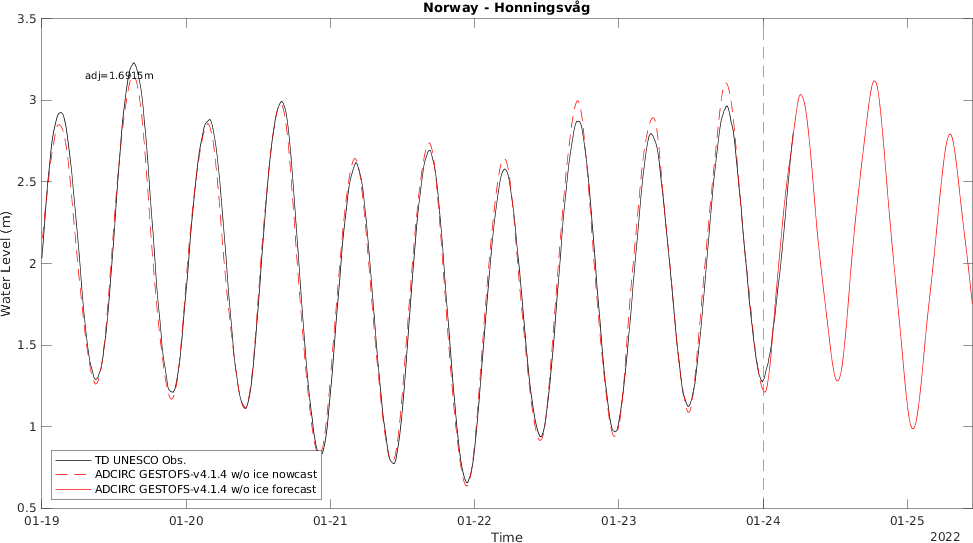 Norway - Honningsvåg
3.5
adj=1.6915m
3
2.5
Water Level (m)
2
1.5
1
TD UNESCO Obs.
ADCIRC GESTOFS-v4.1.4 w/o ice nowcast
ADCIRC GESTOFS-v4.1.4 w/o ice forecast
0.5
01-19 01-20 01-21 01-22 01-23 01-24 01-25
Time 2022